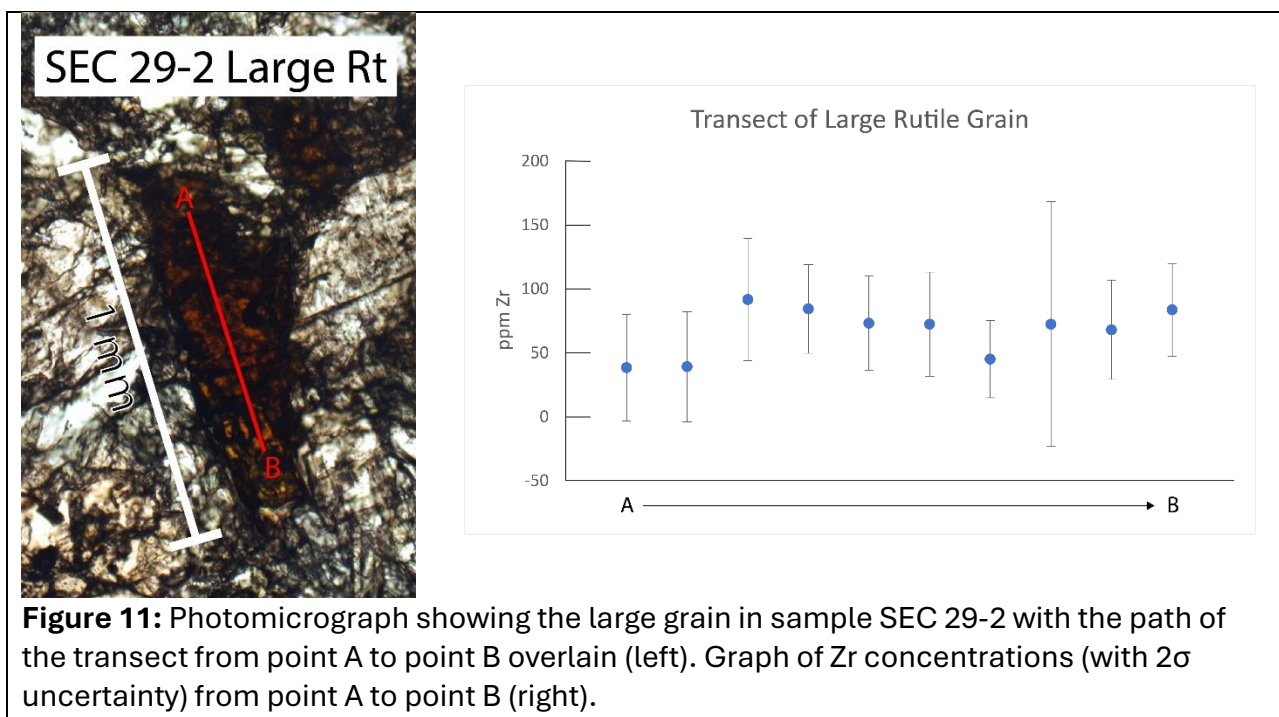 SEC 29-2 Large Rt
A
B
1 mm
Transect of Large Rutile Grain
200
150
100
50
0
-50
ppm Zr
A
B
Figure 11: Photomicrograph showing the large grain in sample SEC 29-2 with the path of
the transect from point A to point B overlain (left). Graph of Zr concentrations (with 2σ
uncertainty) from point A to point B (right).